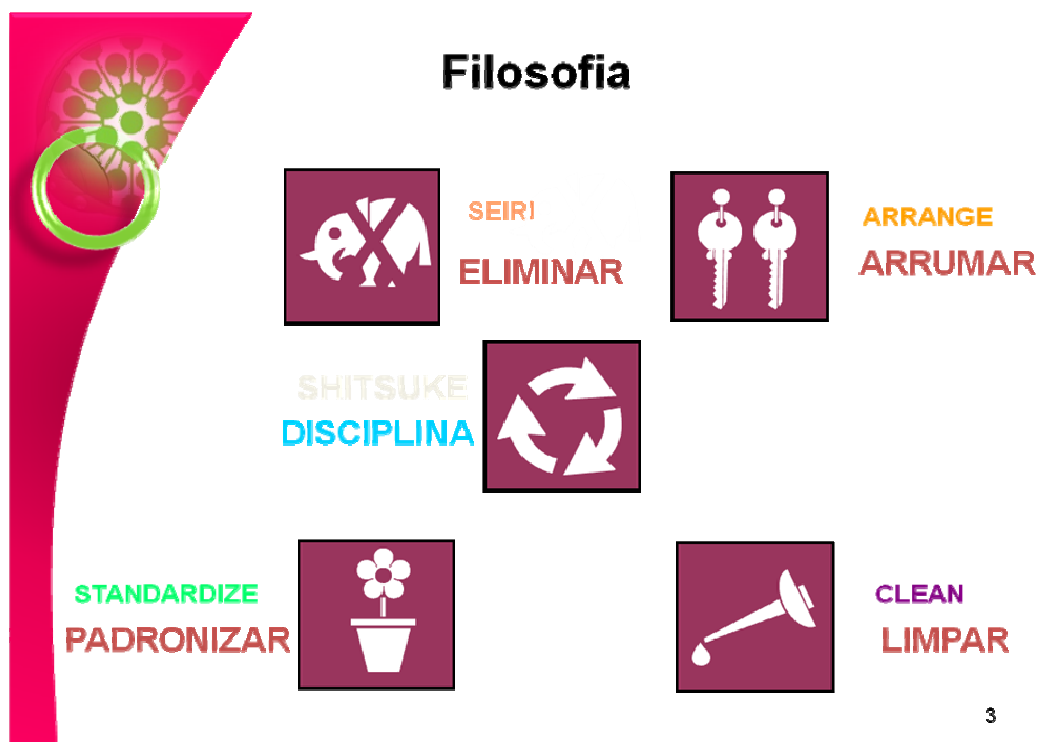 Filosofia
SEIRI
ELIMINAR
ARRANGE
ARRUMAR
SHITSUKE
DISCIPLINA
STANDARDIZE
PADRONIZAR
CLEAN
LIMPAR
3